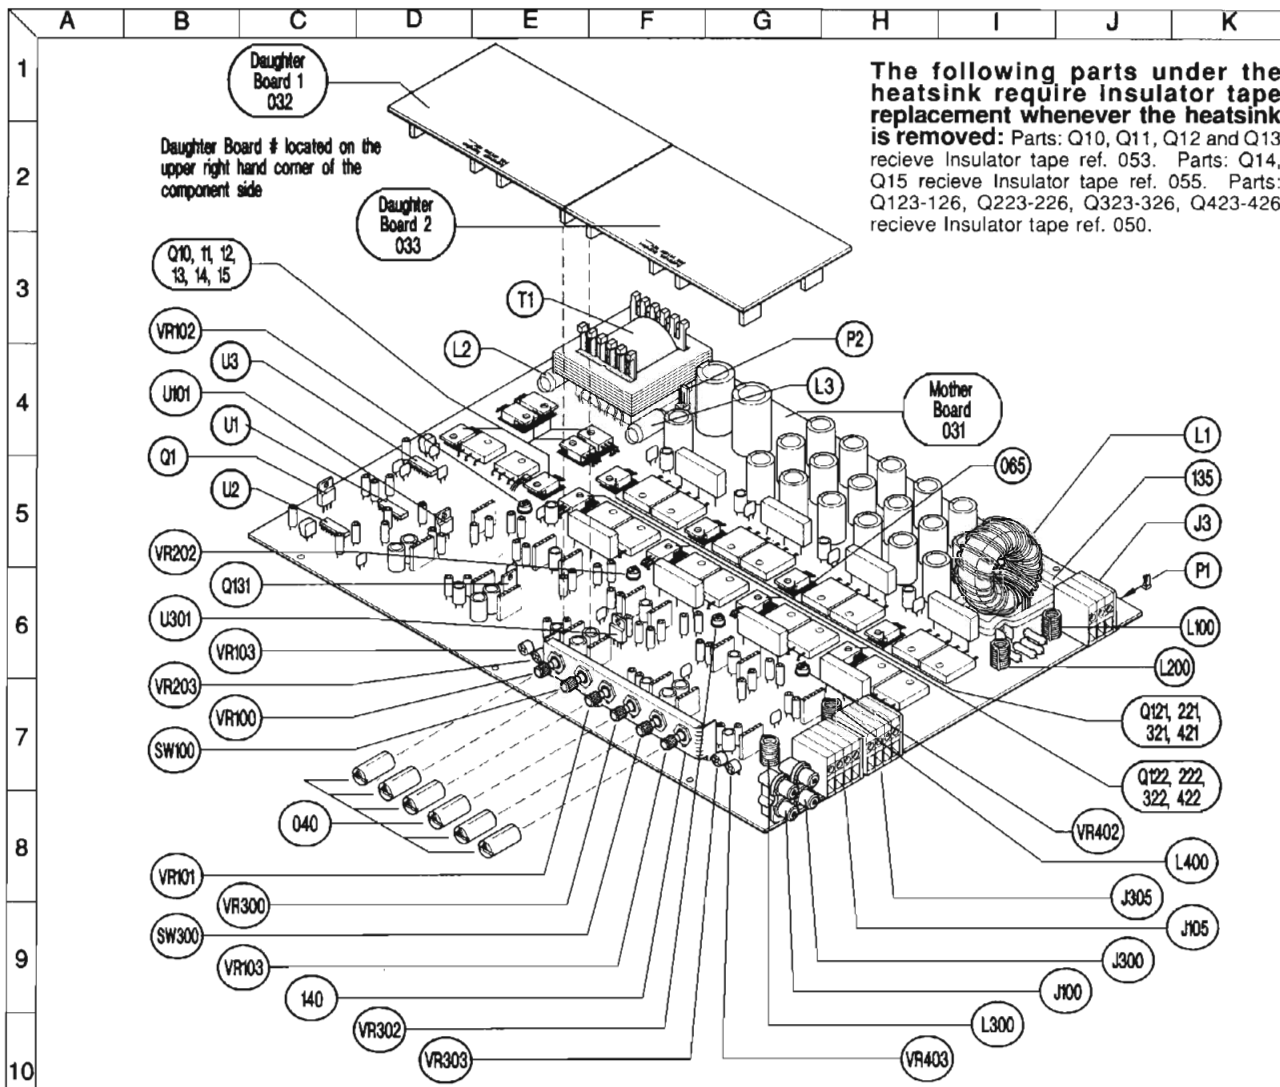 A B C D E F G H I J K
1
2
3
4
5
6
7
8
9
10
Daughter
Board 1
032
Daughter Board # located on the
upper right hand corner of the
component side
Daughter
Board 2
033
The following parts under the
heatsink require insulator tape
replacement whenever the heatsink
is removed: Parts: Q10, Q11, Q12 and Q13
recieve Insulator tape ref. 053. Parts: Q14,
Q15 recieve Insulator tape ref. 055. Parts:
Q123-126, Q223-226, Q323-326, Q423-426
recieve Insulator tape ref. 050.
Q10, 11, 12,
13, 14, 15
T1
VR102
L2
P2
U3
L3
U101
Mother
Board
031
U1
L1
Q1
065
135
U2
J3
VR202
P1
Q131
U301
L100
VR103
L200
VR203
VR100
Q121, 221,
321, 421
SW100
Q122, 222,
322, 422
040
VR402
L400
VR101
VR300
J305
SW300
J105
VR103
J300
140
J100
VR302
L300
VR303
VR403